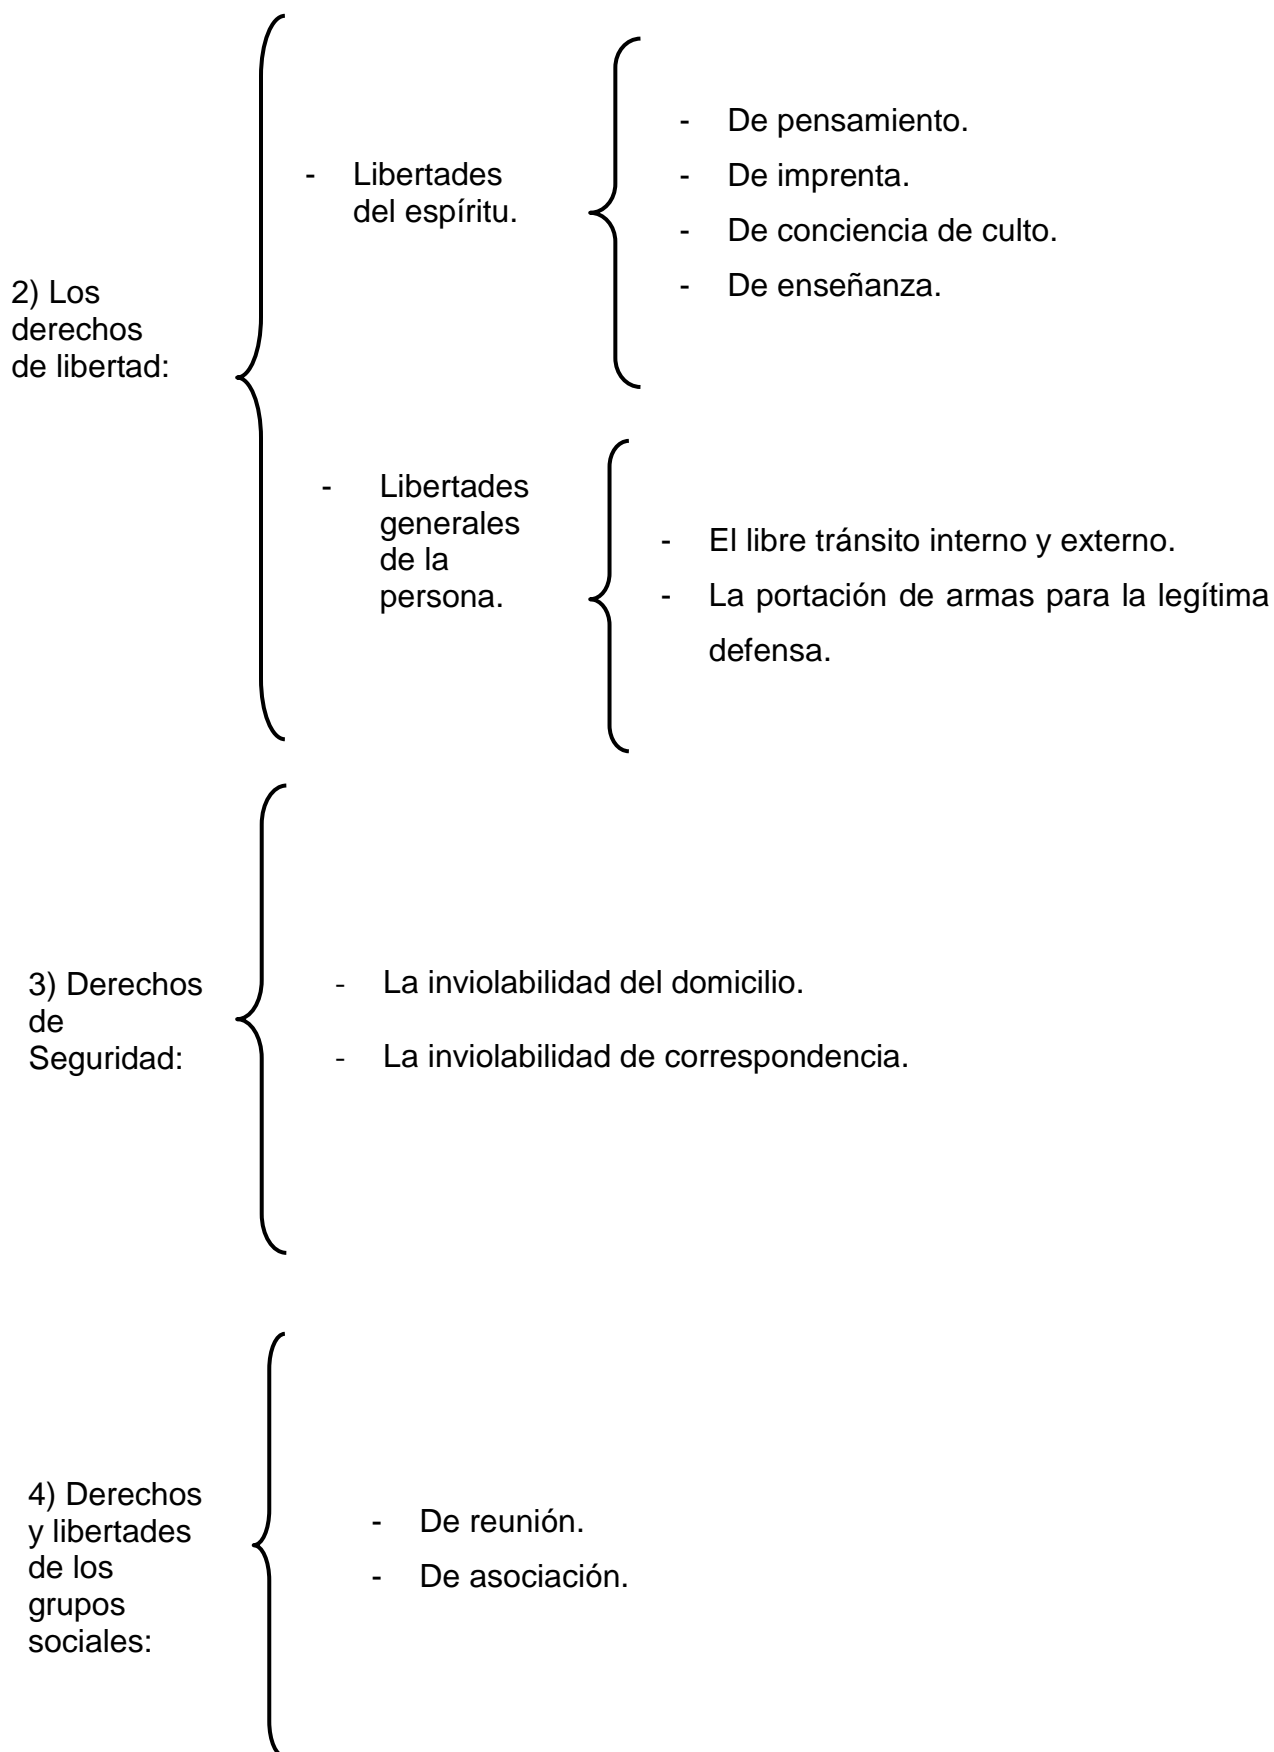 2) Los
derechos
de libertad:
- Libertades
del espíritu.
- De pensamiento.
- De imprenta.
- De conciencia de culto.
- De enseñanza.
- Libertades
generales
de la
persona.
- El libre tránsito interno y externo.
- La portación de armas para la legítima
defensa.
3) Derechos
de
Seguridad:
- La inviolabilidad del domicilio.
- La inviolabilidad de correspondencia.
4) Derechos
y libertades
de los
grupos
sociales:
- De reunión.
- De asociación.